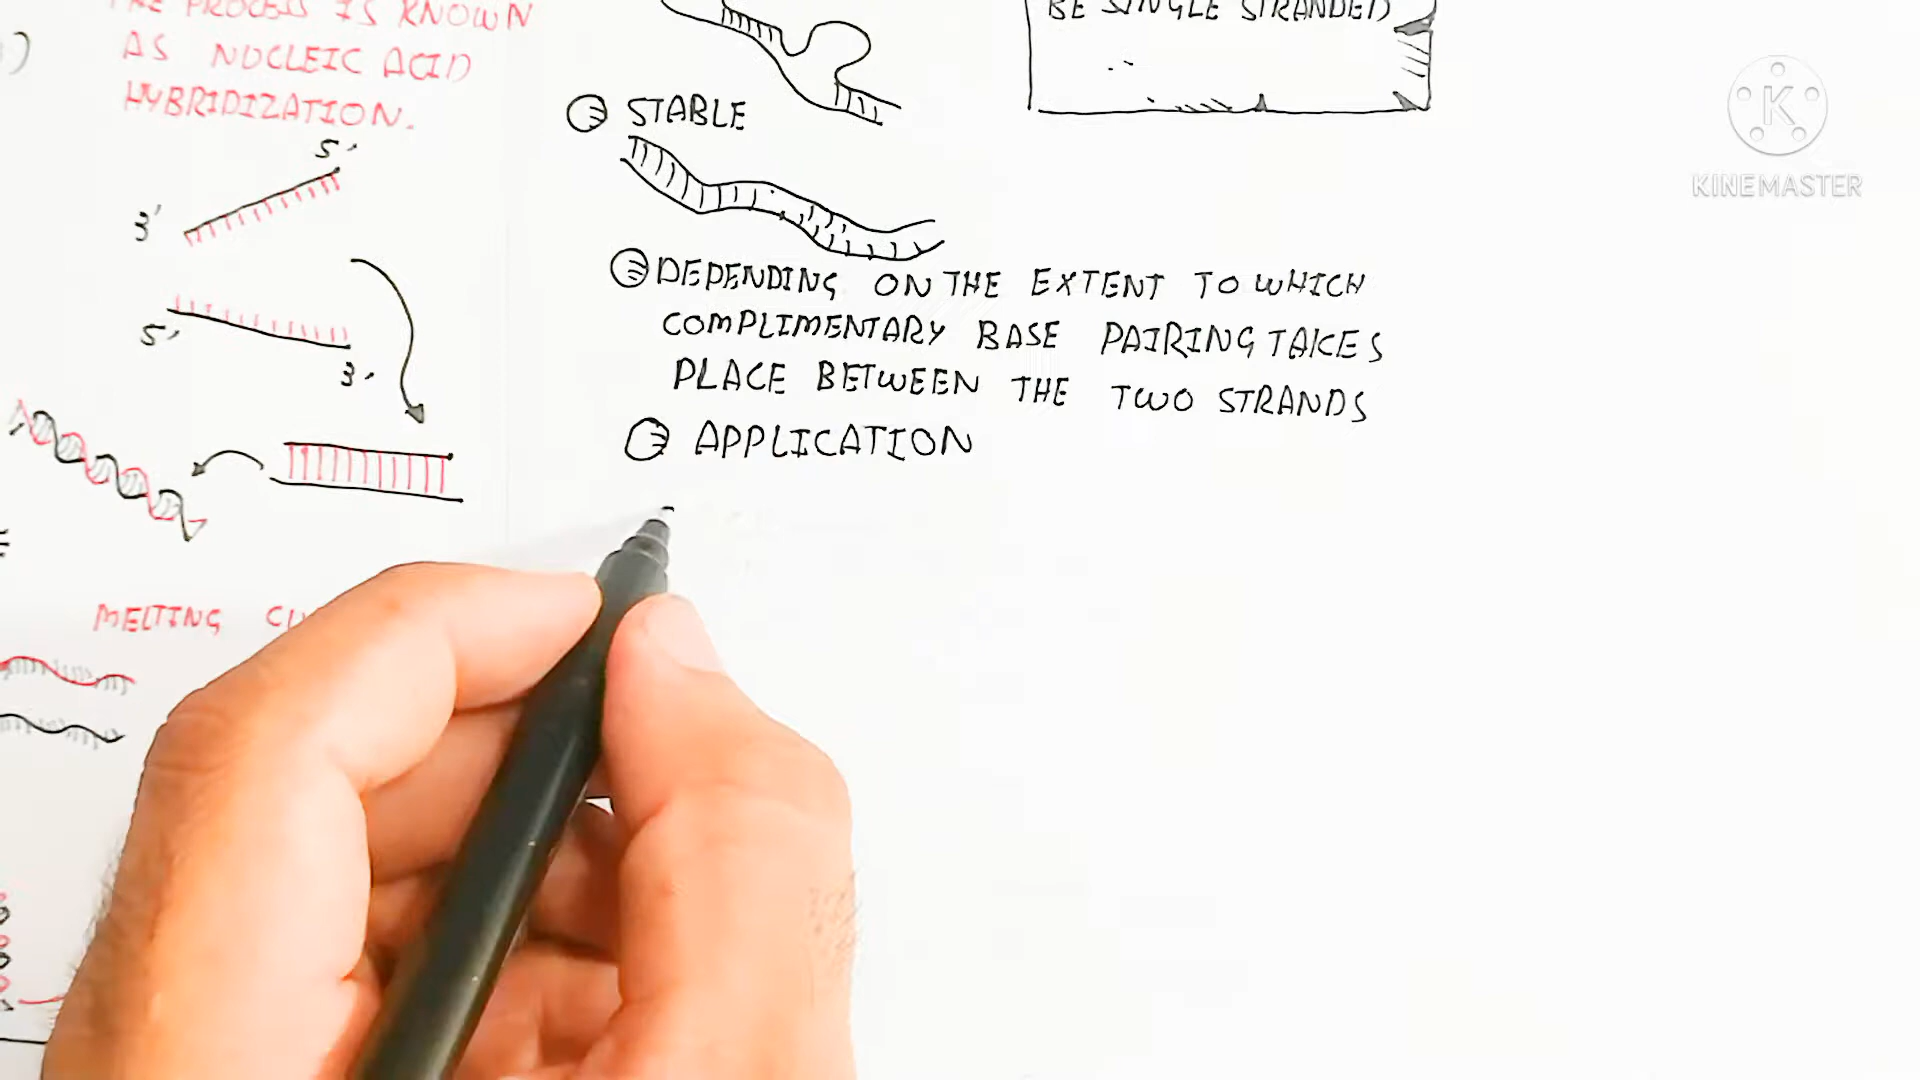 THE PROCESS IS KNOWN
AS NUCLEIC ACID
HYBRIDIZATION.
5'
3'
5'
3'
MELTING
BE SINGLE STRANDED
STABLE
DEPENDING ON THE EXTENT TO WHICH
COMPLIMENTARY BASE PAIRING TAKES
PLACE BETWEEN THE TWO STRANDS
APPLICATION
K
KINEMASTER